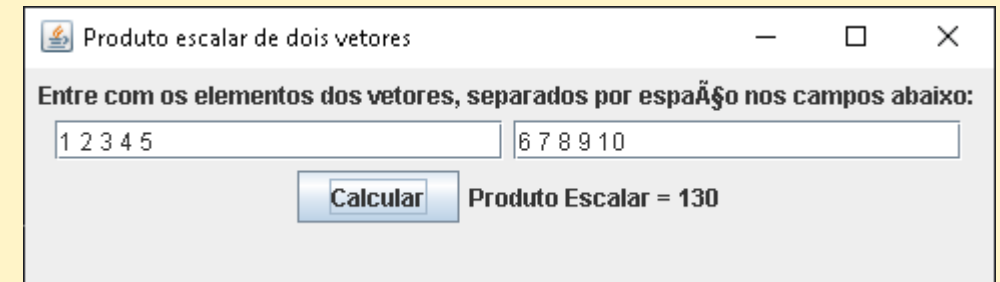 Produto escalar de dois vetores
Entre com os elementos dos vetores, separados por espaÃ§o nos campos abaixo:
1 2 3 4 5 6 7 8 9 10
Calcular Produto Escalar = 130